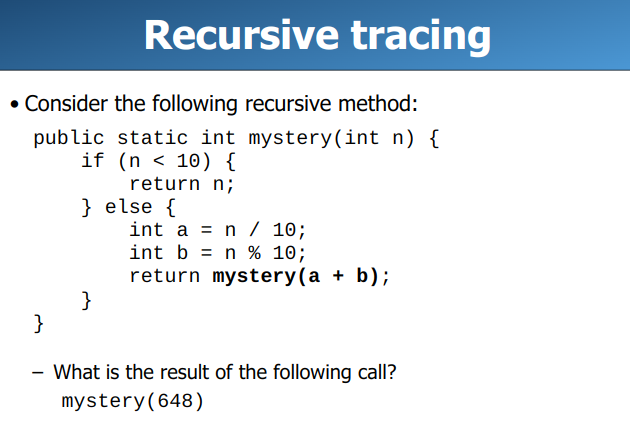 Recursive tracing
• Consider the following recursive method:
public static int mystery(int n) {
    if (n < 10) {
        return n;
    } else {
        int a = n / 10;
        int b = n % 10;
        return mystery(a + b);
    }
}
– What is the result of the following call?
mystery(648)